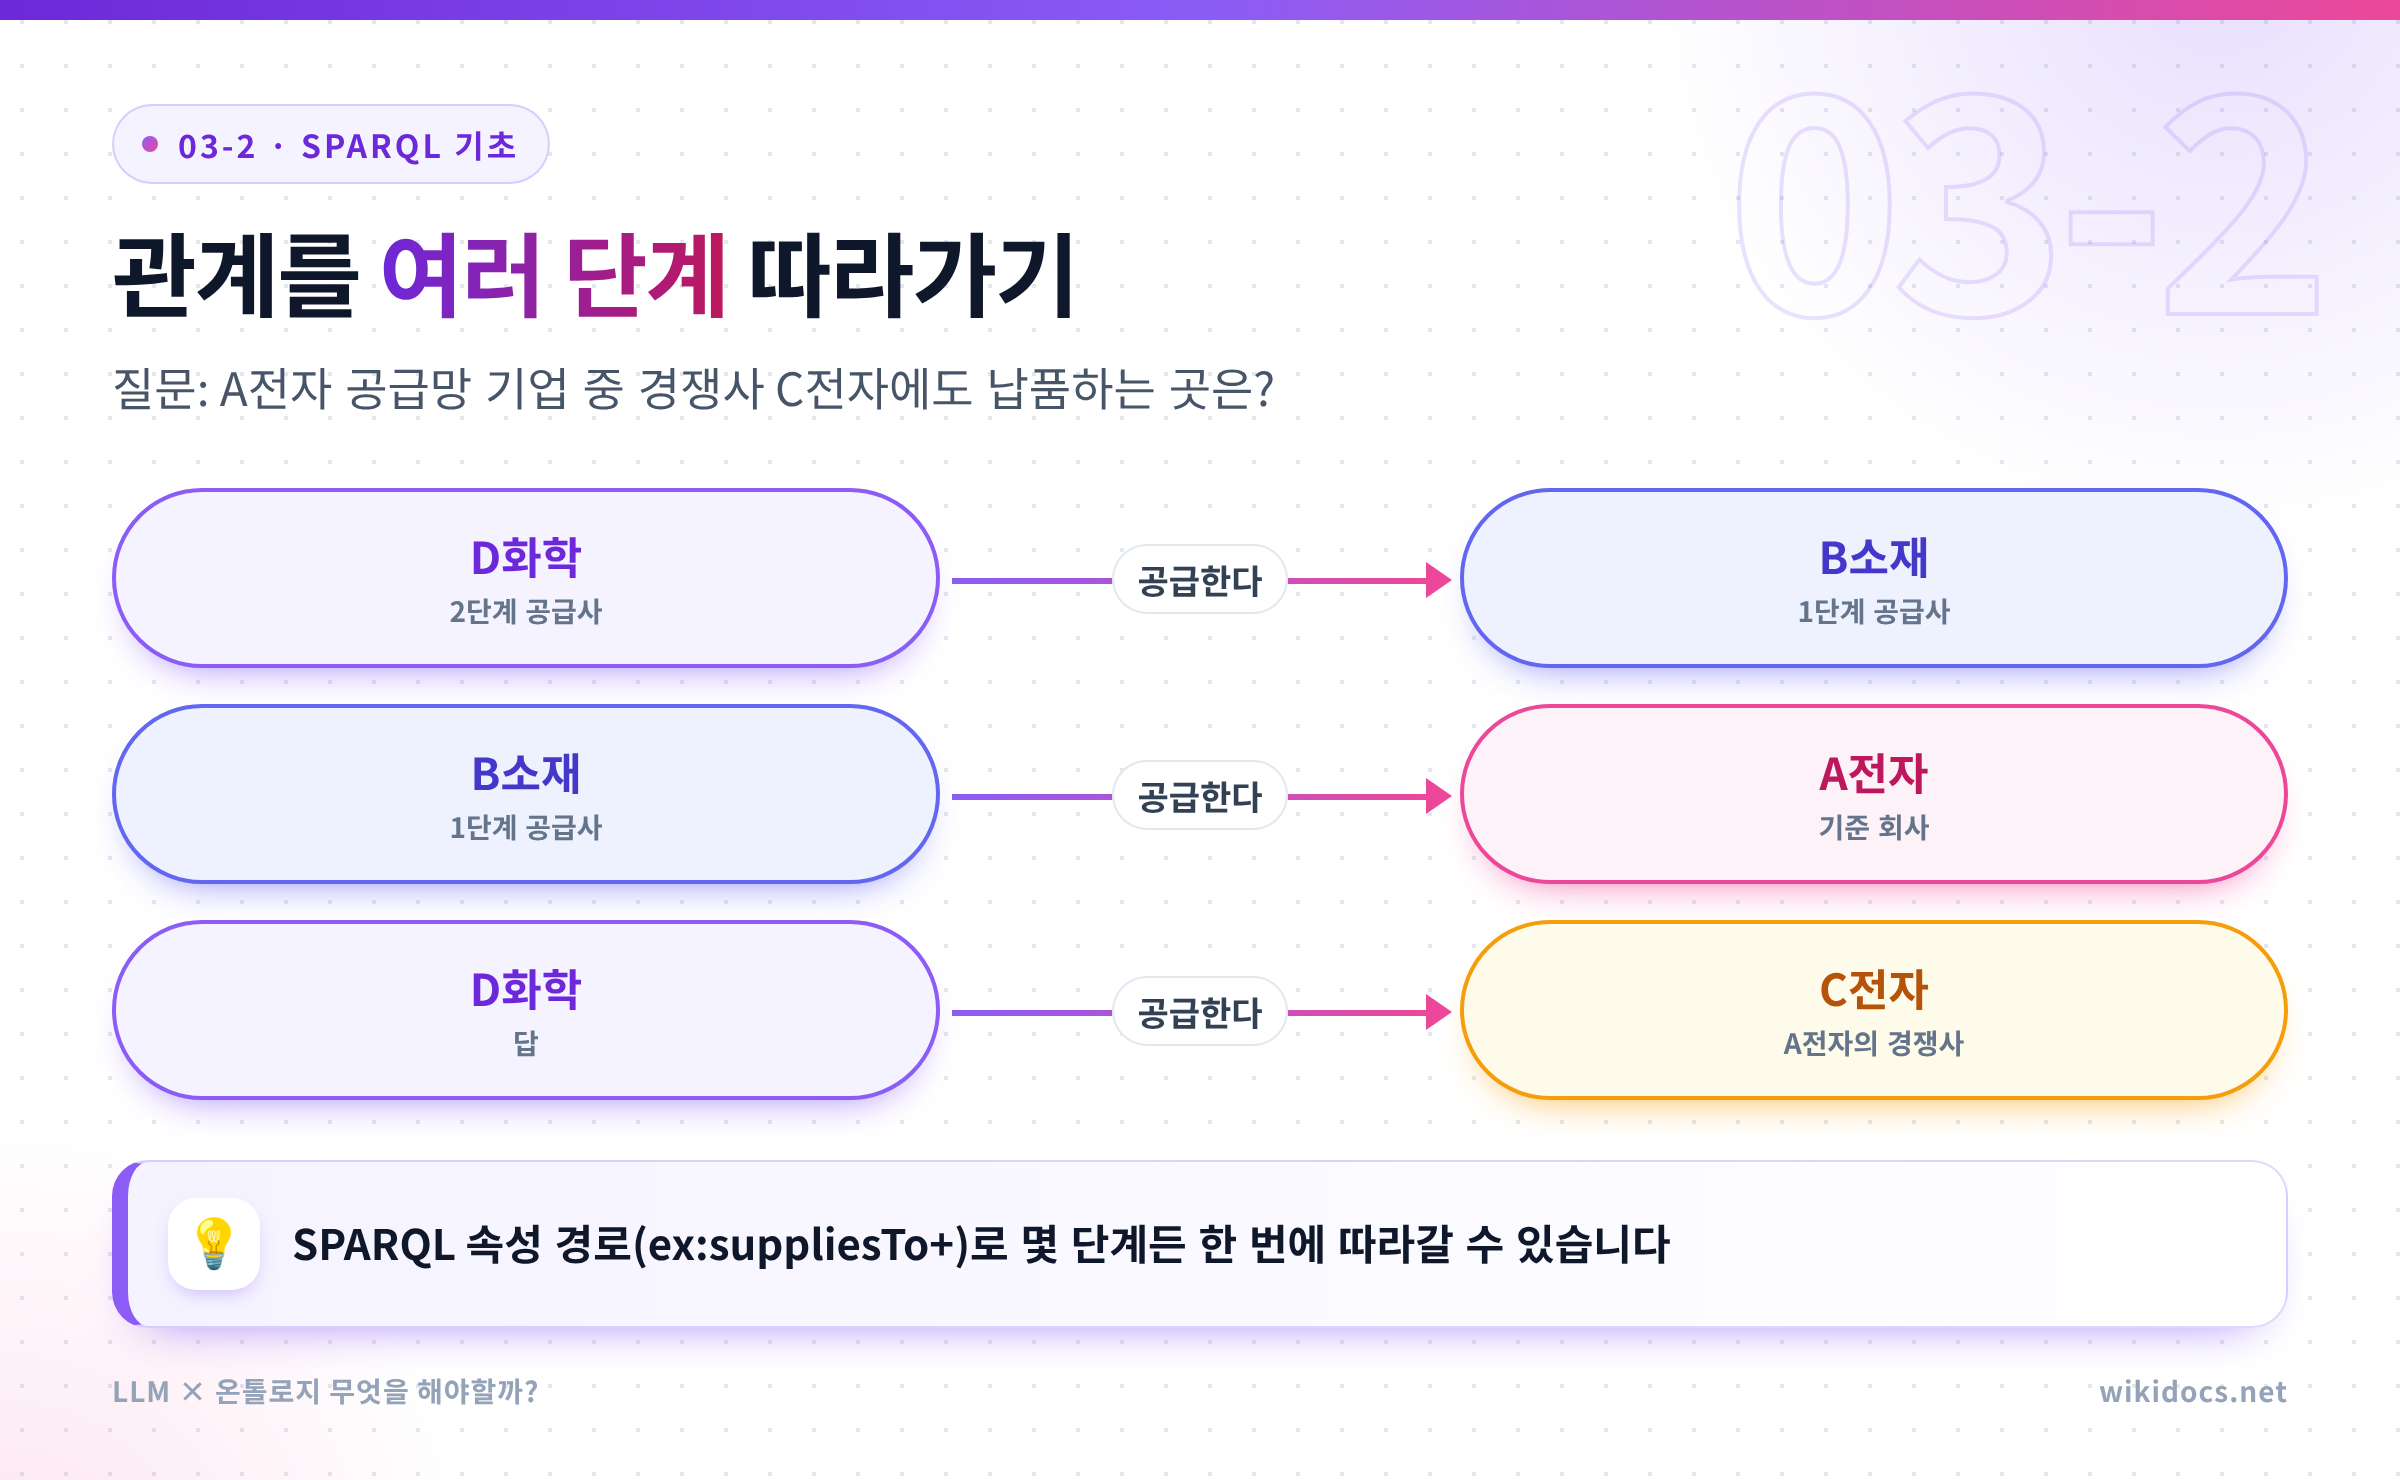 03-2 · SPARQL 기초
03-2
관계를 여러 단계 따라가기
질문: A전자 공급망 기업 중 경쟁사 C전자에도 납품하는 곳은?
D화학
2단계 공급사
공급한다
B소재
1단계 공급사
B소재
1단계 공급사
공급한다
A전자
기준 회사
D화학
답
공급한다
C전자
A전자의 경쟁사
SPARQL 속성 경로(ex:suppliesTo+)로 몇 단계든 한 번에 따라갈 수 있습니다
LLM × 온톨로지 무엇을 해야할까?
wikidocs.net